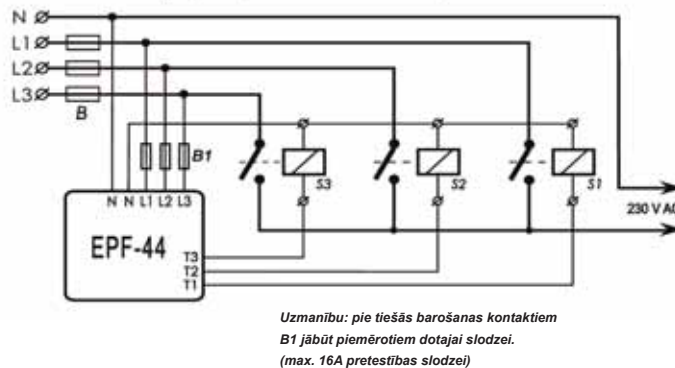 N
L1
L2
L3
B
B1
S3
S2
S1
N N L1 L2 L3
230 V AC
EPF-44
T3
T2
T1
Uzmanību: pie tiešās barošanas kontaktiem
B1 jābūt piemērotiem dotajai slodzei.
(max. 16A pretestības slodzei)